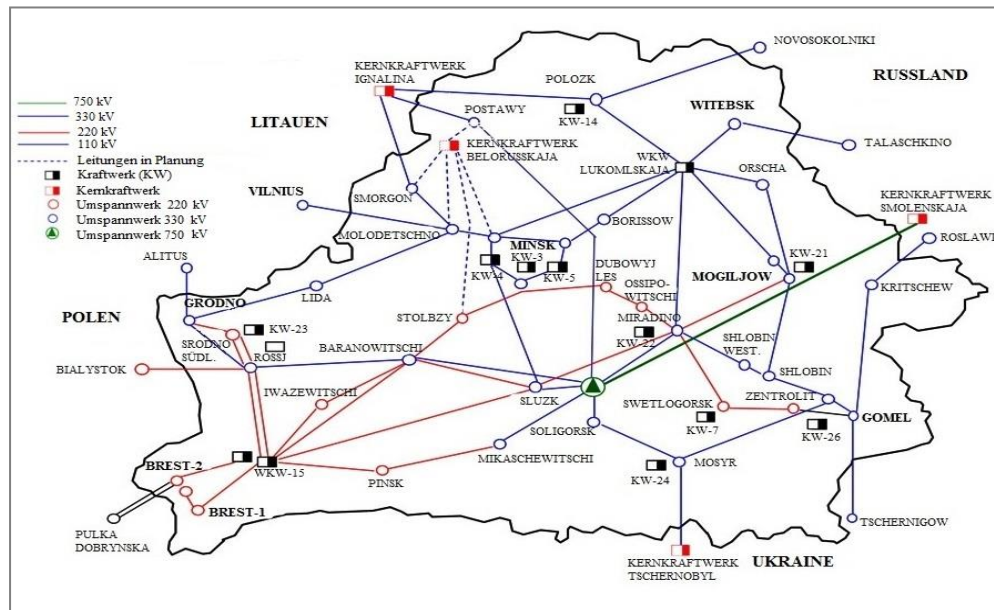 NOVOSOKOLNIKI
KERNKRAFTWERK
IGNALINA
POLOZK
RUSSLAND
KW-14
750 kV
330 kV
220 kV
110 kV
Leitungen in Planung
Kraftwerk (KW)
Kernkraftwerk
Umspannwerk 220 kV
Umspannwerk 330 kV
Umspannwerk 750 kV
LITAUEN
POSTAWY
WITEBSK
KERNKRAFTWERK
BELORUSSKAJA
TALASCHKINO
WKW
LUKOMLSKAJA
ORSCHA
VILNIUS
SMORGON
KERNKRAFTWERK
SMOLENSKAJA
BORISSOW
MOLODETSCHNO
MINSK
ROSLAWL
ALITUS
KW-4
KW-3
KW-5
DUBOWYJ
LES
MOGILJOW
KW-21
OSSIPO-
WITSCHI
KRITSCHEW
GRODNO
LIDA
POLEN
STOLBZY
MIRADINO
KW-22
KW-23
SRODNO
SÜDL.
ROSSJ
BARANOWITSCHI
SHLOBIN
WEST.
SHLOBIN
BIALYSTOK
IWAZEWITSCHI
SLUZK
SWETLOGORSK
ZENTROLIT
GOMEL
KW-7
KW-26
SOLIGORSK
MIKASCHEWITSCHI
MOSYR
KW-24
BREST-2
WKW-15
PINSK
BREST-1
PULKA
DOBRYNSKA
TSCHERNIGOW
KERNKRAFTWERK
TSCHERNOBYL
UKRAINE